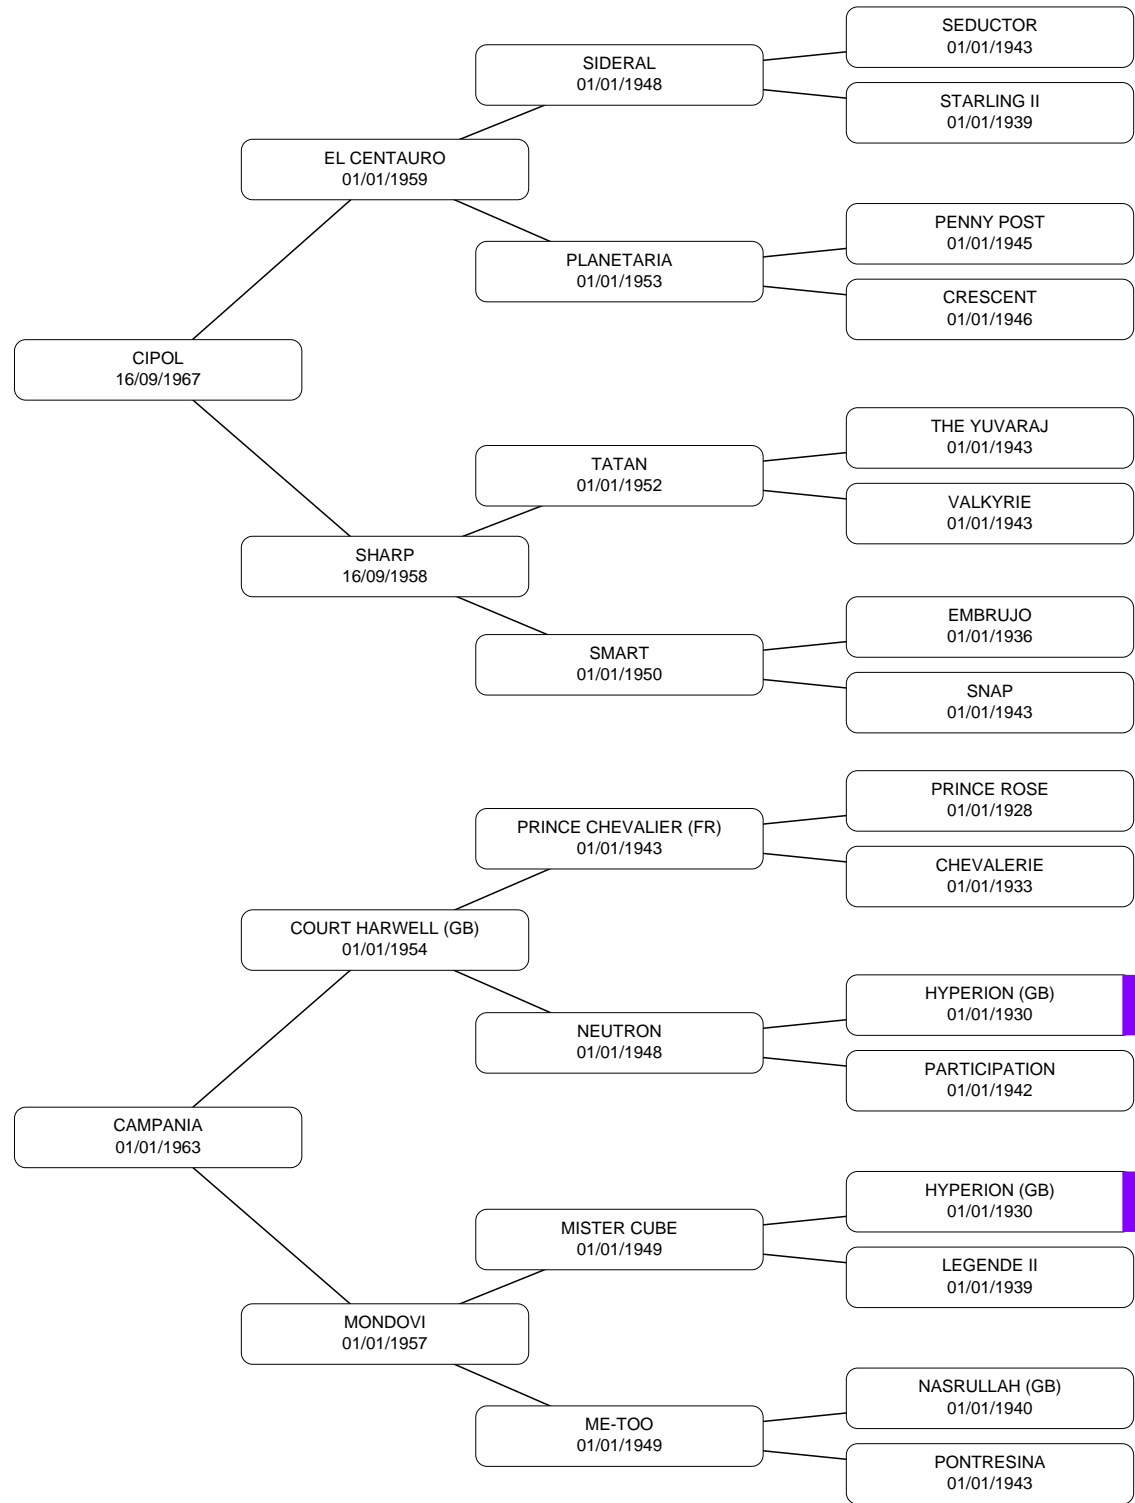 SEDUCTOR
01/01/1943
SIDERAL
01/01/1948
STARLING II
01/01/1939
EL CENTAURO
01/01/1959
PENNY POST
01/01/1945
PLANETARIA
01/01/1953
CRESCENT
01/01/1946
CIPOL
16/09/1967
THE YUVARAJ
01/01/1943
TATAN
01/01/1952
VALKYRIE
01/01/1943
SHARP
16/09/1958
EMBRUJO
01/01/1936
SMART
01/01/1950
SNAP
01/01/1943
PRINCE ROSE
01/01/1928
PRINCE CHEVALIER (FR)
01/01/1943
CHEVALERIE
01/01/1933
COURT HARWELL (GB)
01/01/1954
HYPERION (GB)
01/01/1930
NEUTRON
01/01/1948
PARTICIPATION
01/01/1942
CAMPANIA
01/01/1963
HYPERION (GB)
01/01/1930
MISTER CUBE
01/01/1949
LEGENDE II
01/01/1939
MONDOVI
01/01/1957
NASRULLAH (GB)
01/01/1940
ME-TOO
01/01/1949
PONTRESINA
01/01/1943